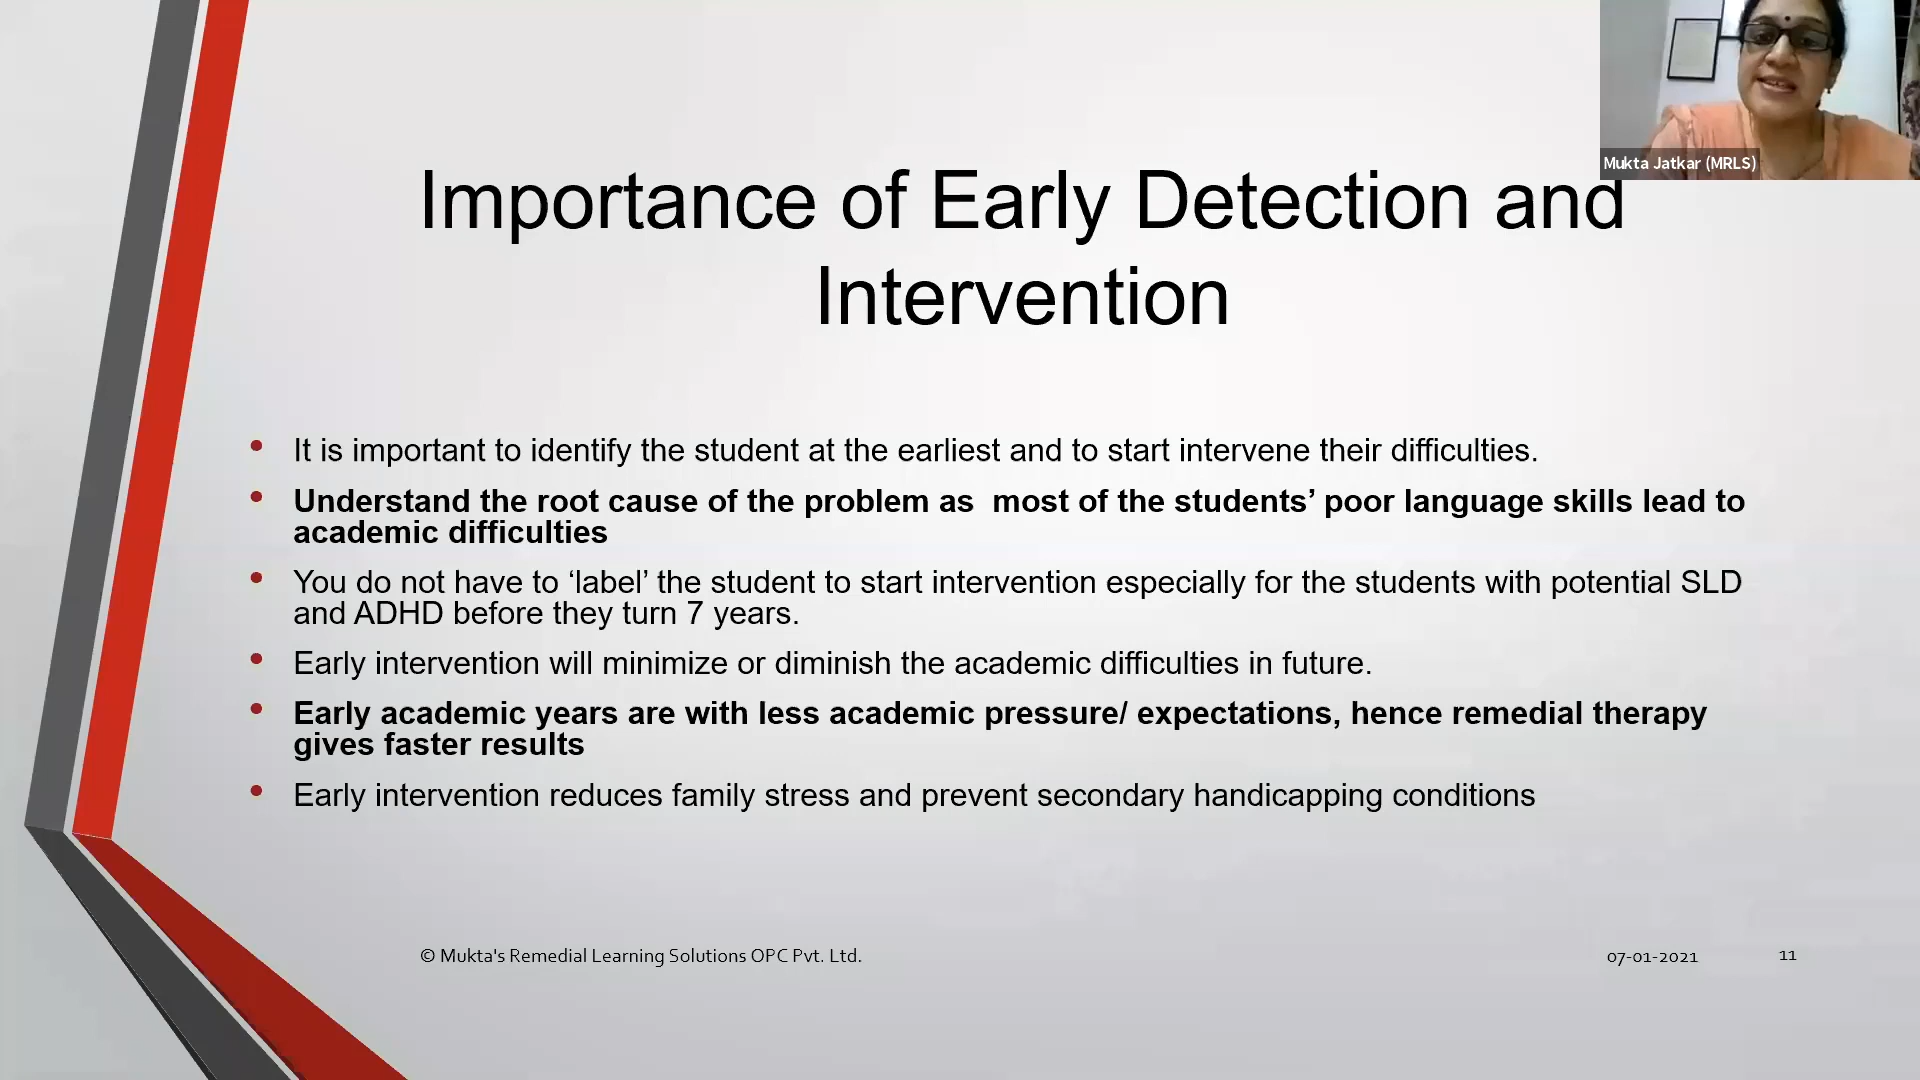 Mukta Jatkar (MRLS)
Importance of Early Detection and
Intervention
• It is important to identify the student at the earliest and to start intervene their difficulties.
• Understand the root cause of the problem as  most of the students’ poor language skills lead to
academic difficulties
• You do not have to ‘label’ the student to start intervention especially for the students with potential SLD
and ADHD before they turn 7 years.
• Early intervention will minimize or diminish the academic difficulties in future.
• Early academic years are with less academic pressure/ expectations, hence remedial therapy
gives faster results
• Early intervention reduces family stress and prevent secondary handicapping conditions
© Mukta's Remedial Learning Solutions OPC Pvt. Ltd.
07-01-2021
11